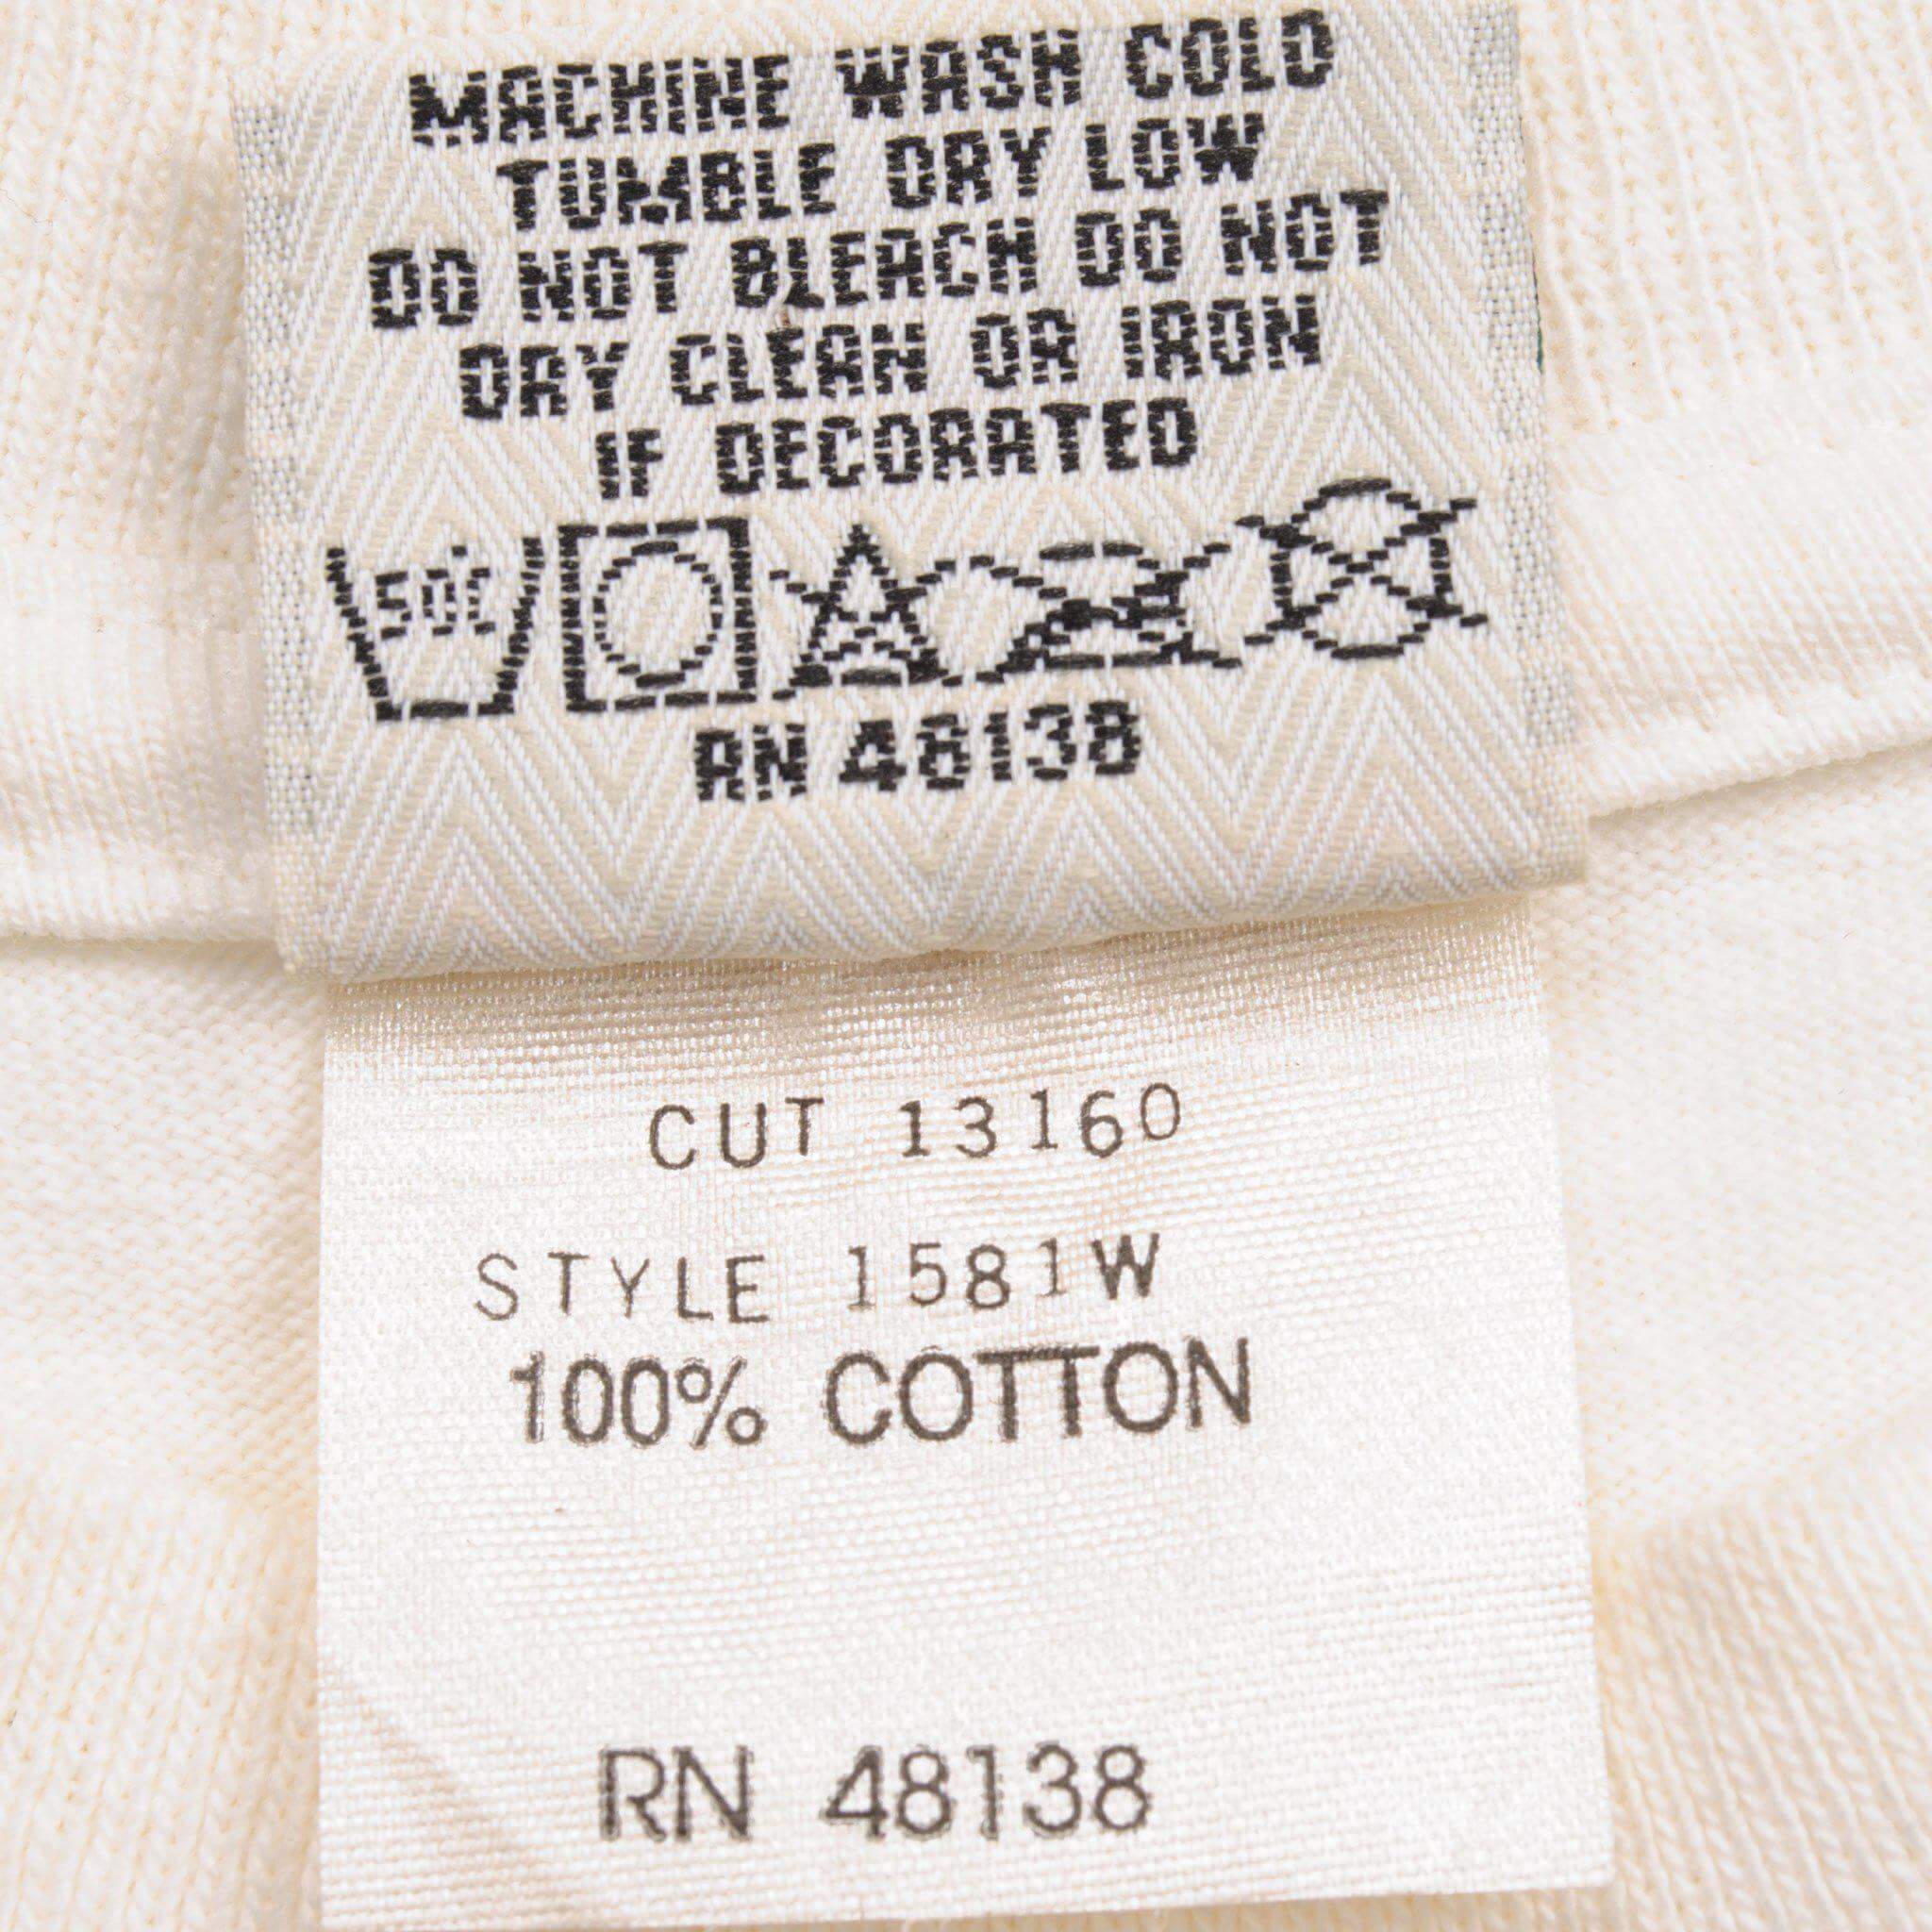 MACHINE WASH COLD
TUMBLE DRY LOW
DO NOT BLEACH DO NOT
DRY CLEAN OR IRON
IF DECORATED
50°C
RN 48138
CUT 13160
STYLE 1581W
100% COTTON
RN 48138